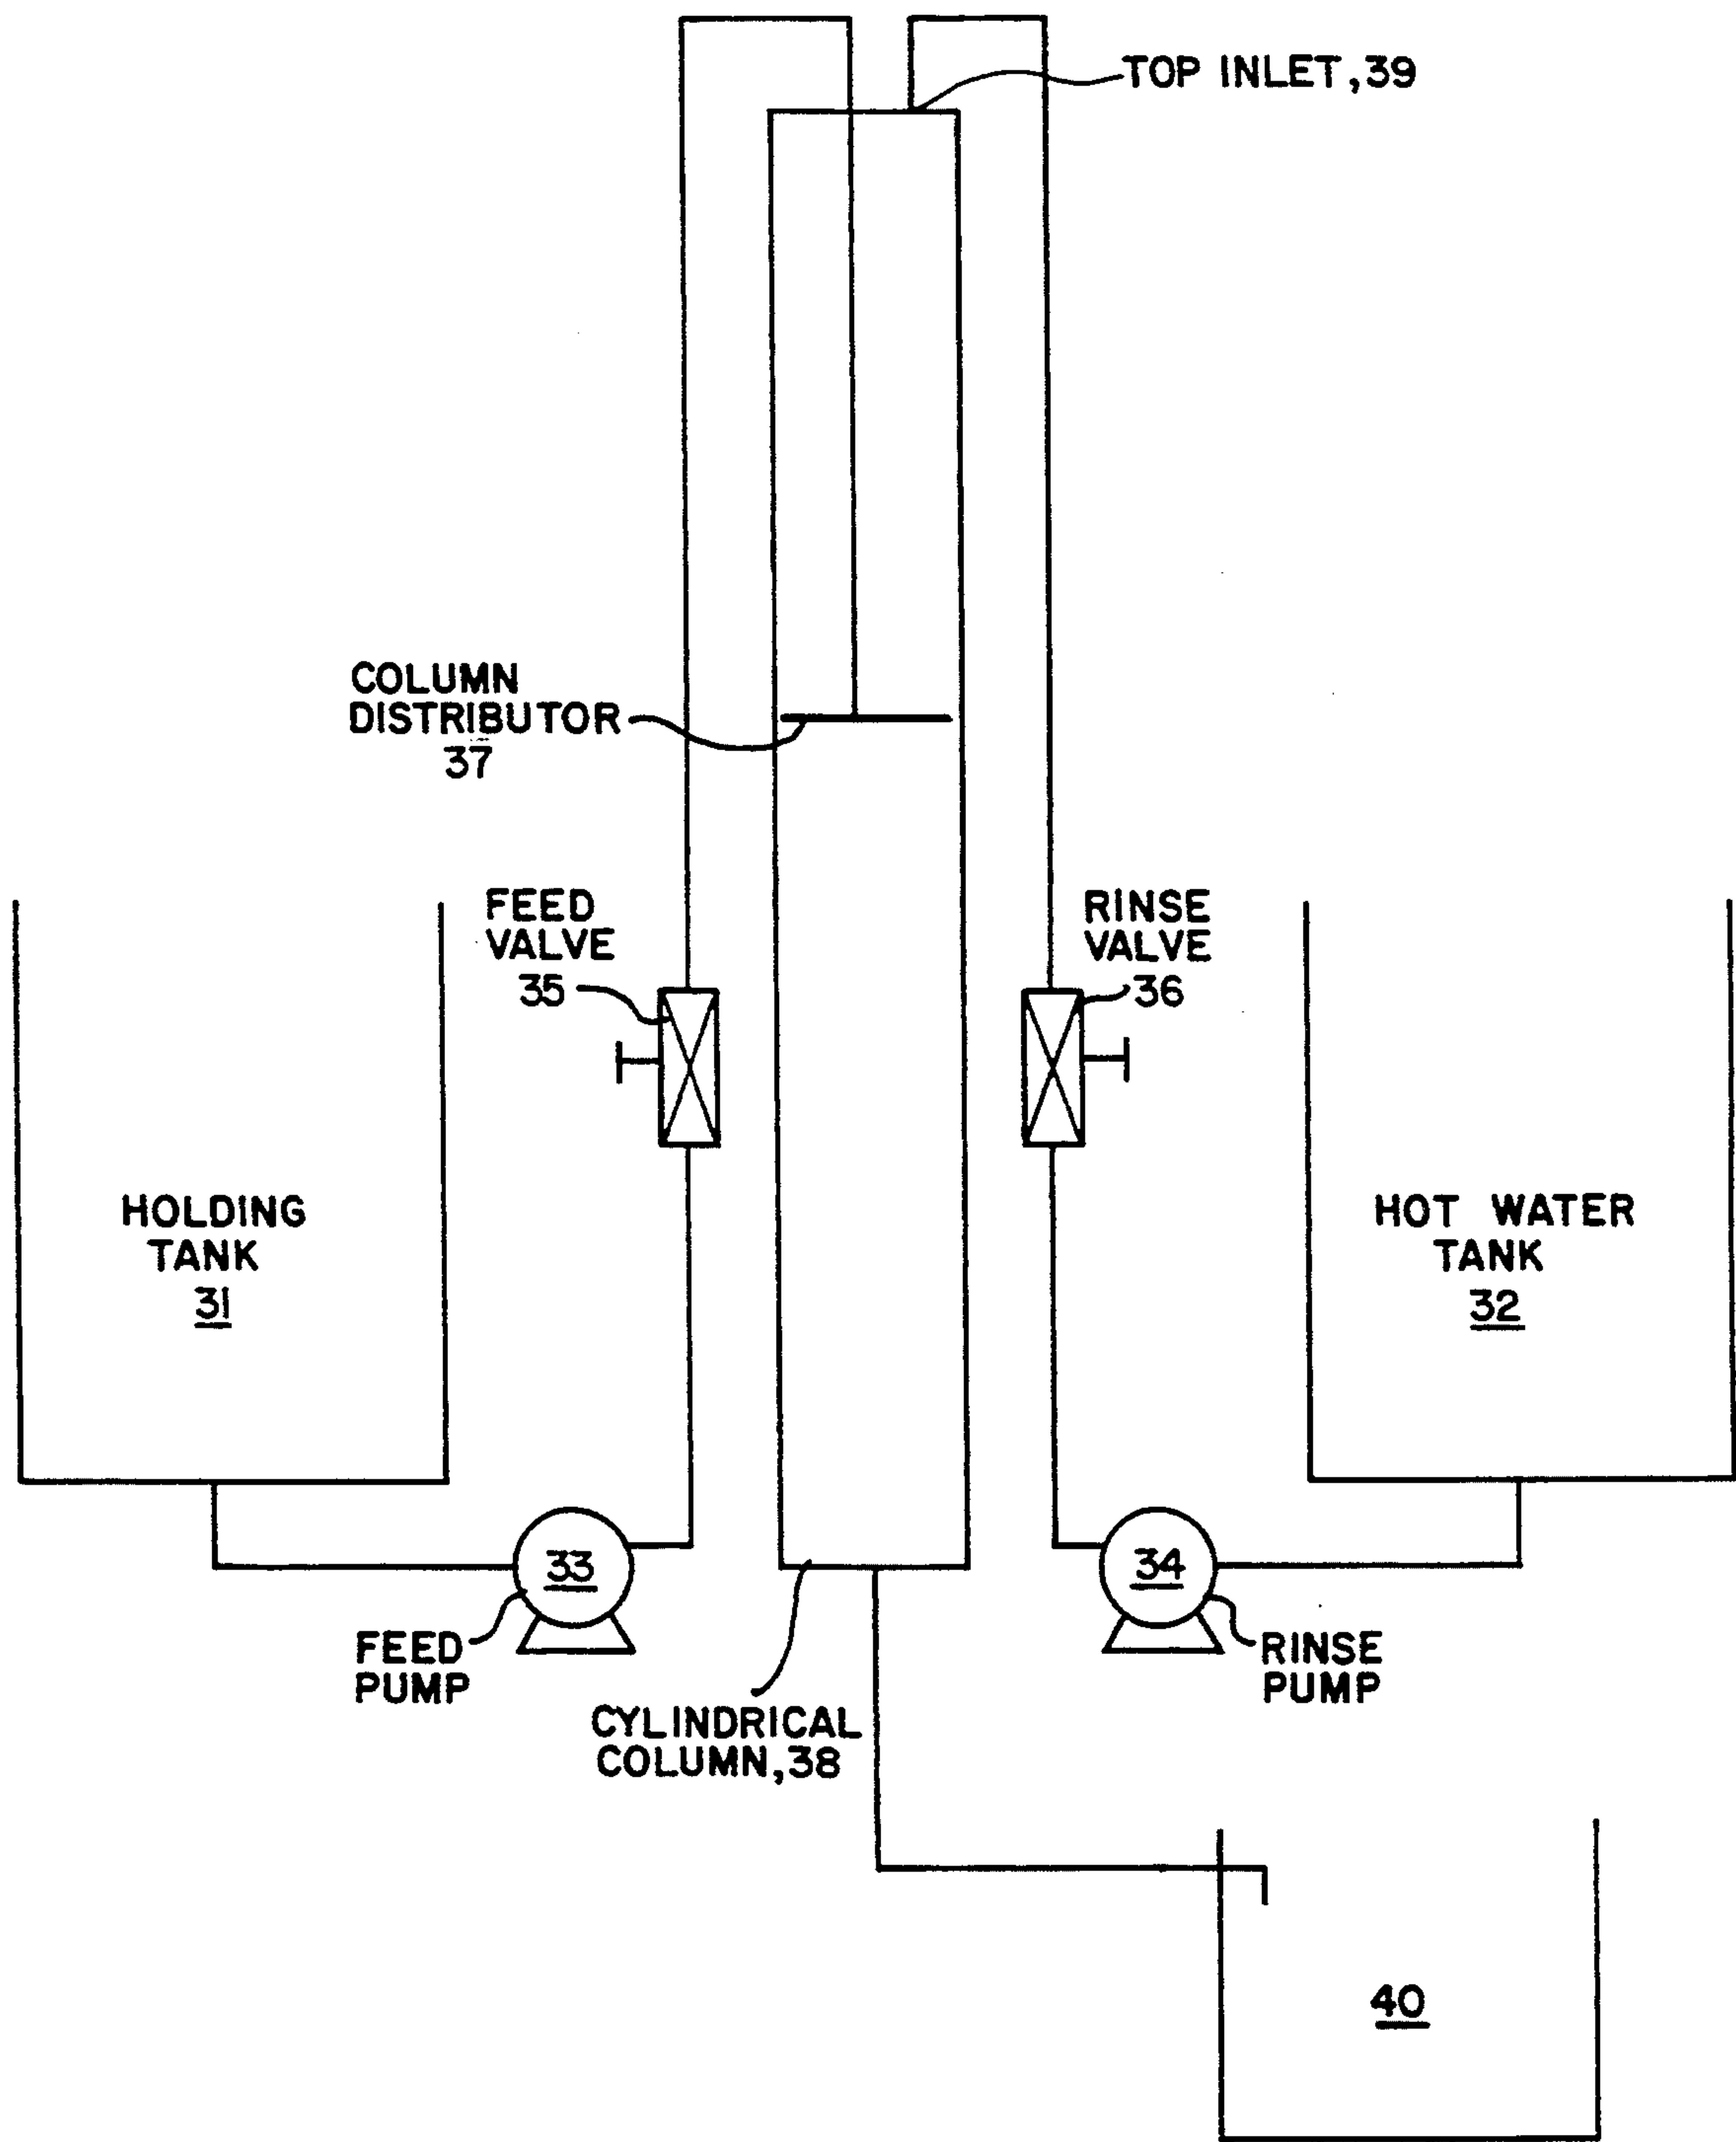 TOP INLET,39
COLUMN
DISTRIBUTOR
37
FEED
VALVE
35
RINSE
VALVE
36
HOLDING
TANK
31
HOT WATER
TANK
32
33
FEED
PUMP
34
RINSE
PUMP
CYLINDRICAL
COLUMN,38
40